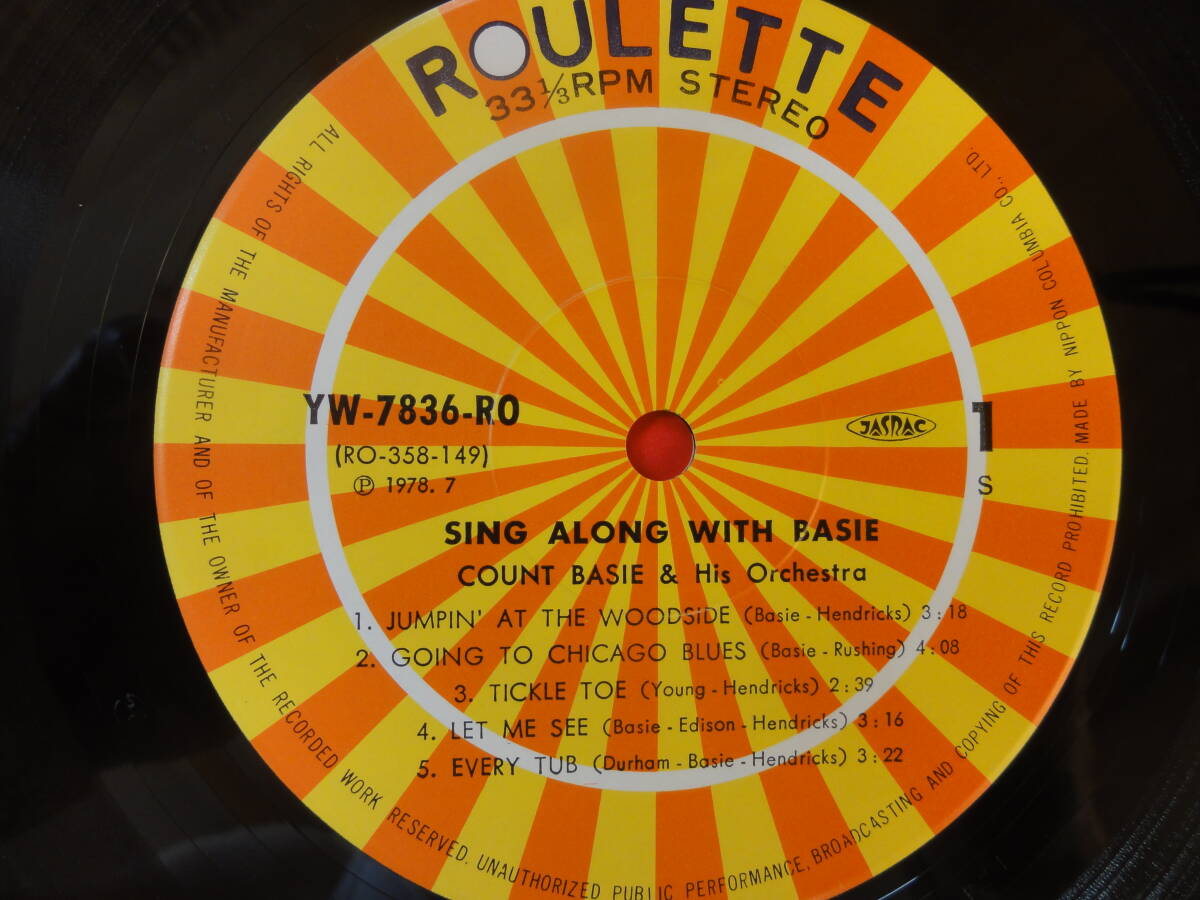 ROULETTE
33⅓ RPM STEREO
YW-7836-RO
(RO-358-149)
Ⓟ 1978. 7
JASRAC
1
S
SING ALONG WITH BASIE
COUNT BASIE & His Orchestra
1. JUMPIN' AT THE WOODSIDE (Basie - Hendricks) 3:18
2. GOING TO CHICAGO BLUES (Basie - Rushing) 4:08
3. TICKLE TOE (Young - Hendricks) 2:39
4. LET ME SEE (Basie - Edison - Hendricks) 3:16
5. EVERY TUB (Durham - Basie - Hendricks) 3:22
ALL RIGHTS OF THE MANUFACTURER AND OF THE OWNER OF THE RECORDED WORK RESERVED. UNAUTHORIZED PUBLIC PERFORMANCE, BROADCASTING AND COPYING OF THIS RECORD PROHIBITED. MADE BY NIPPON COLUMBIA CO., LTD.